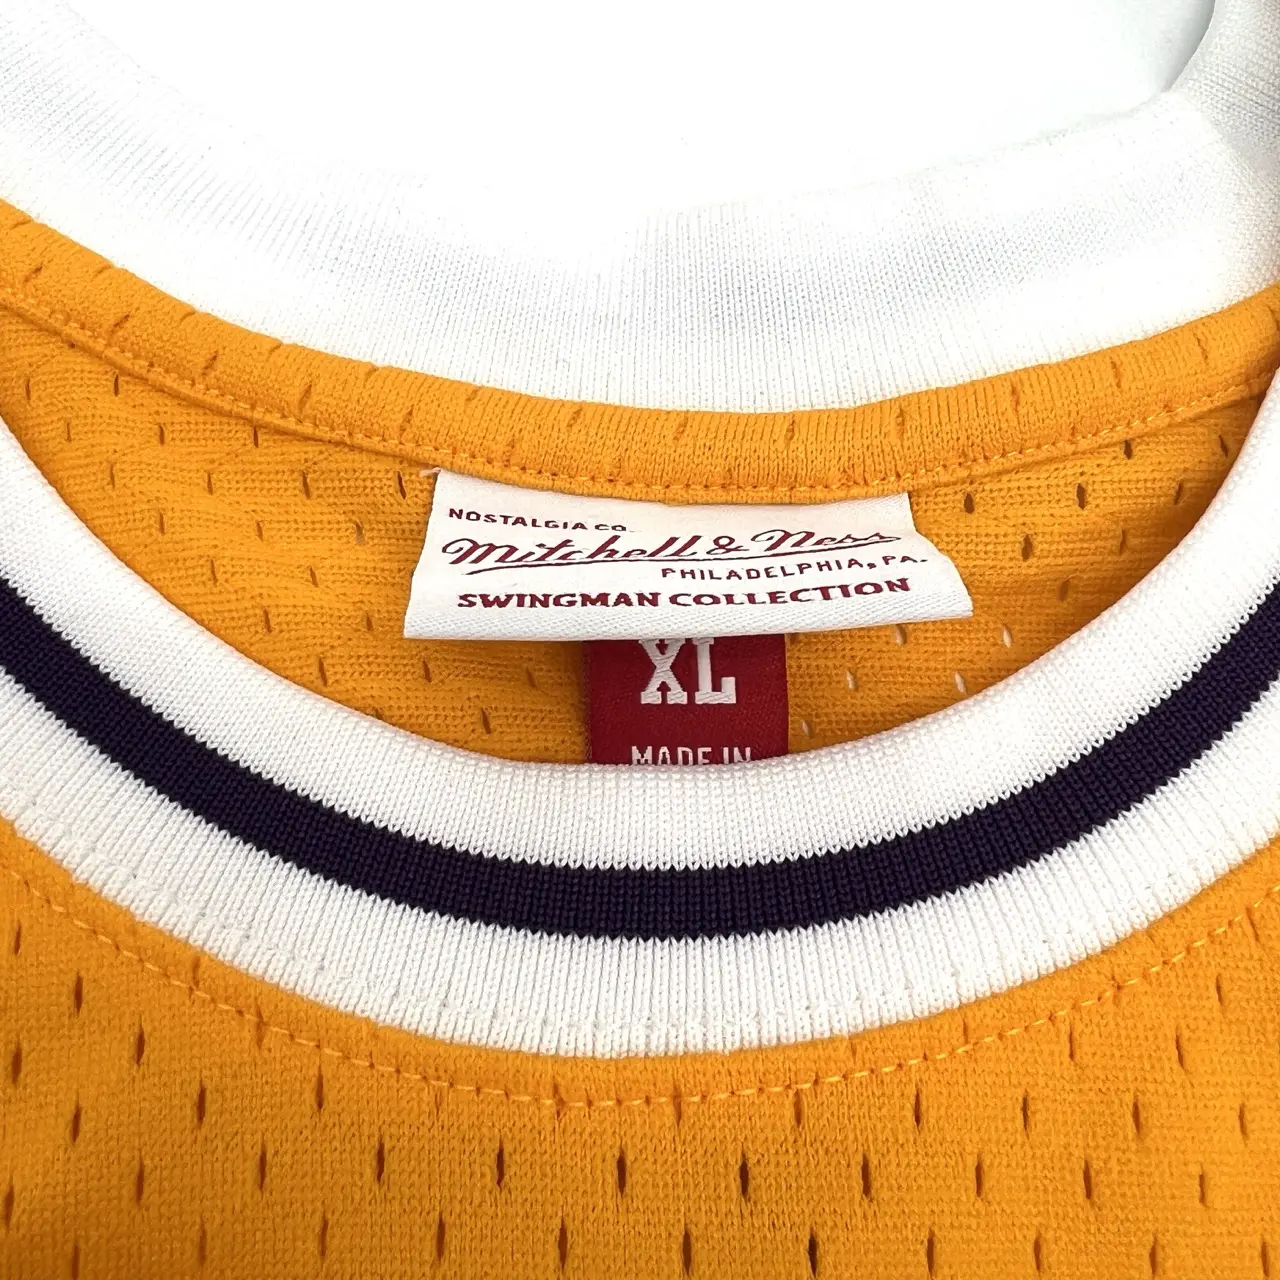 NOSTALGIA CO.
Mitchell & Ness
PHILADELPHIA, PA.
SWINGMAN COLLECTION
XL
MADE IN